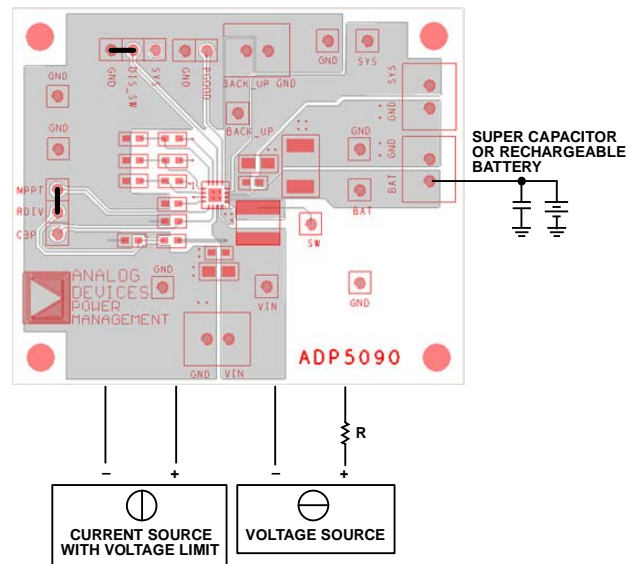 GND
DIS_SW
SYS
GND
PGOOD
BACK_UP GND
GND
SYS
SYS
GND
GND
BACK_UP
GND
GND
GND
BAT
BAT
SUPER CAPACITOR
OR RECHARGEABLE
BATTERY
MPPT
RDIV
CBP
SW
GND
VIN
GND
ANALOG
DEVICES
POWER
MANAGEMENT
GND VIN
ADP5090
R
– +
– +
CURRENT SOURCE
WITH VOLTAGE LIMIT
VOLTAGE SOURCE